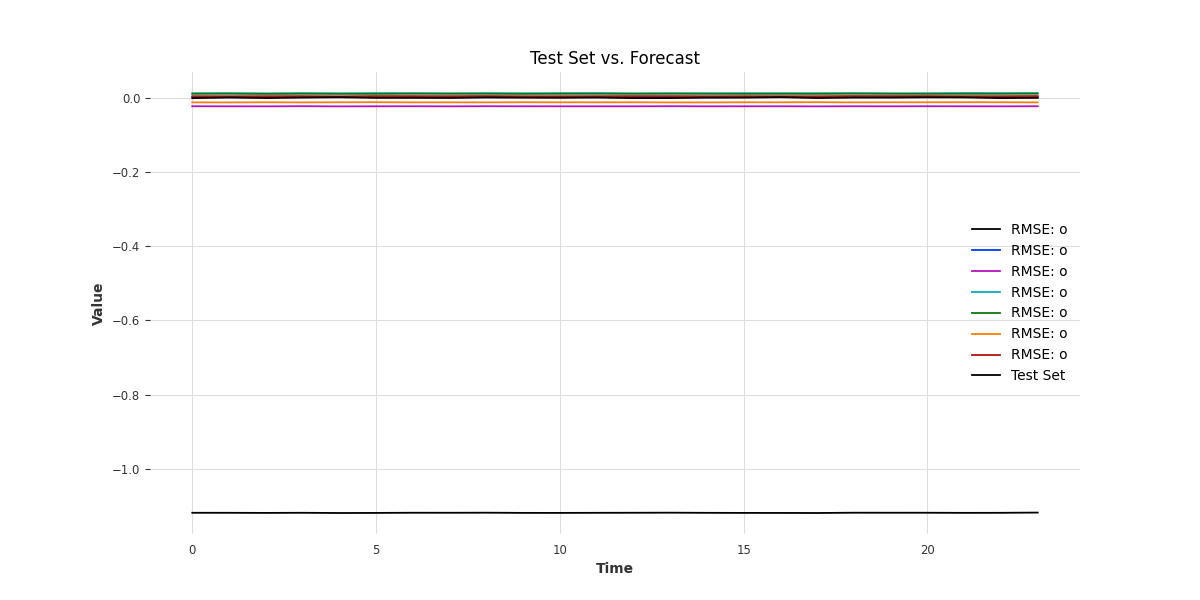 Test Set vs. Forecast
0.0
−0.2
−0.4
−0.6
−0.8
−1.0
Value
RMSE: o
RMSE: o
RMSE: o
RMSE: o
RMSE: o
RMSE: o
RMSE: o
Test Set
0 5 10 15 20
Time